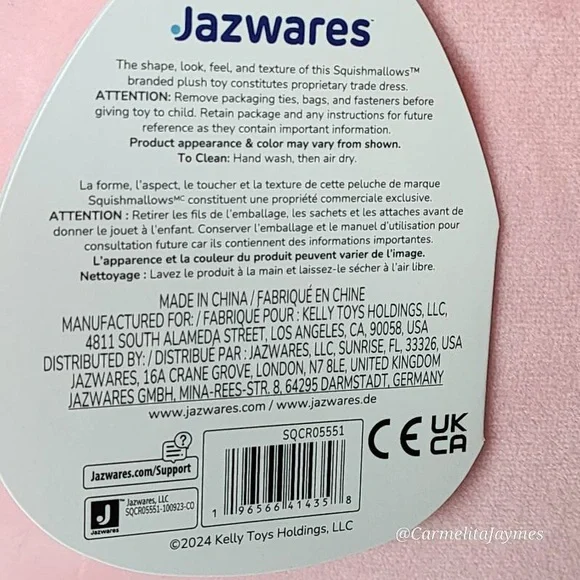 Jazwares™
The shape, look, feel, and texture of this Squishmallows™
branded plush toy constitutes proprietary trade dress.
ATTENTION: Remove packaging ties, bags, and fasteners before
giving toy to child. Retain package and any instructions for future
reference as they contain important information.
Product appearance & color may vary from shown.
To Clean: Hand wash, then air dry.
La forme, l'aspect, le toucher et la texture de cette peluche de marque
Squishmallowsᴹᶜ constituent une propriété commerciale exclusive.
ATTENTION : Retirer les fils de l'emballage, les sachets et les attaches avant de
donner le jouet à l'enfant. Conserver l'emballage et le manuel d'utilisation pour
consultation future car ils contiennent des informations importantes.
L'apparence et la couleur du produit peuvent varier de l'image.
Nettoyage : Lavez le produit à la main et laissez-le sécher à l'air libre.
MADE IN CHINA / FABRIQUÉ EN CHINE
MANUFACTURED FOR: / FABRIQUÉ POUR : KELLY TOYS HOLDINGS, LLC,
4811 SOUTH ALAMEDA STREET, LOS ANGELES, CA, 90058, USA
DISTRIBUTED BY: / DISTRIBUÉ PAR : JAZWARES, LLC, SUNRISE, FL, 33326, USA
JAZWARES, 16A CRANE GROVE, LONDON, N7 8LE, UNITED KINGDOM
JAZWARES GMBH, MINA-REES-STR. 8, 64295 DARMSTADT, GERMANY
www.jazwares.com / www.jazwares.de
?
Jazwares.com/Support
J™
Jazwares
Jazwares, LLC
SQCR05551-100923-CO
SQCR05551
1 96566 41435 8
CE UK
CA
©2024 Kelly Toys Holdings, LLC
@CarmelitaJaymes